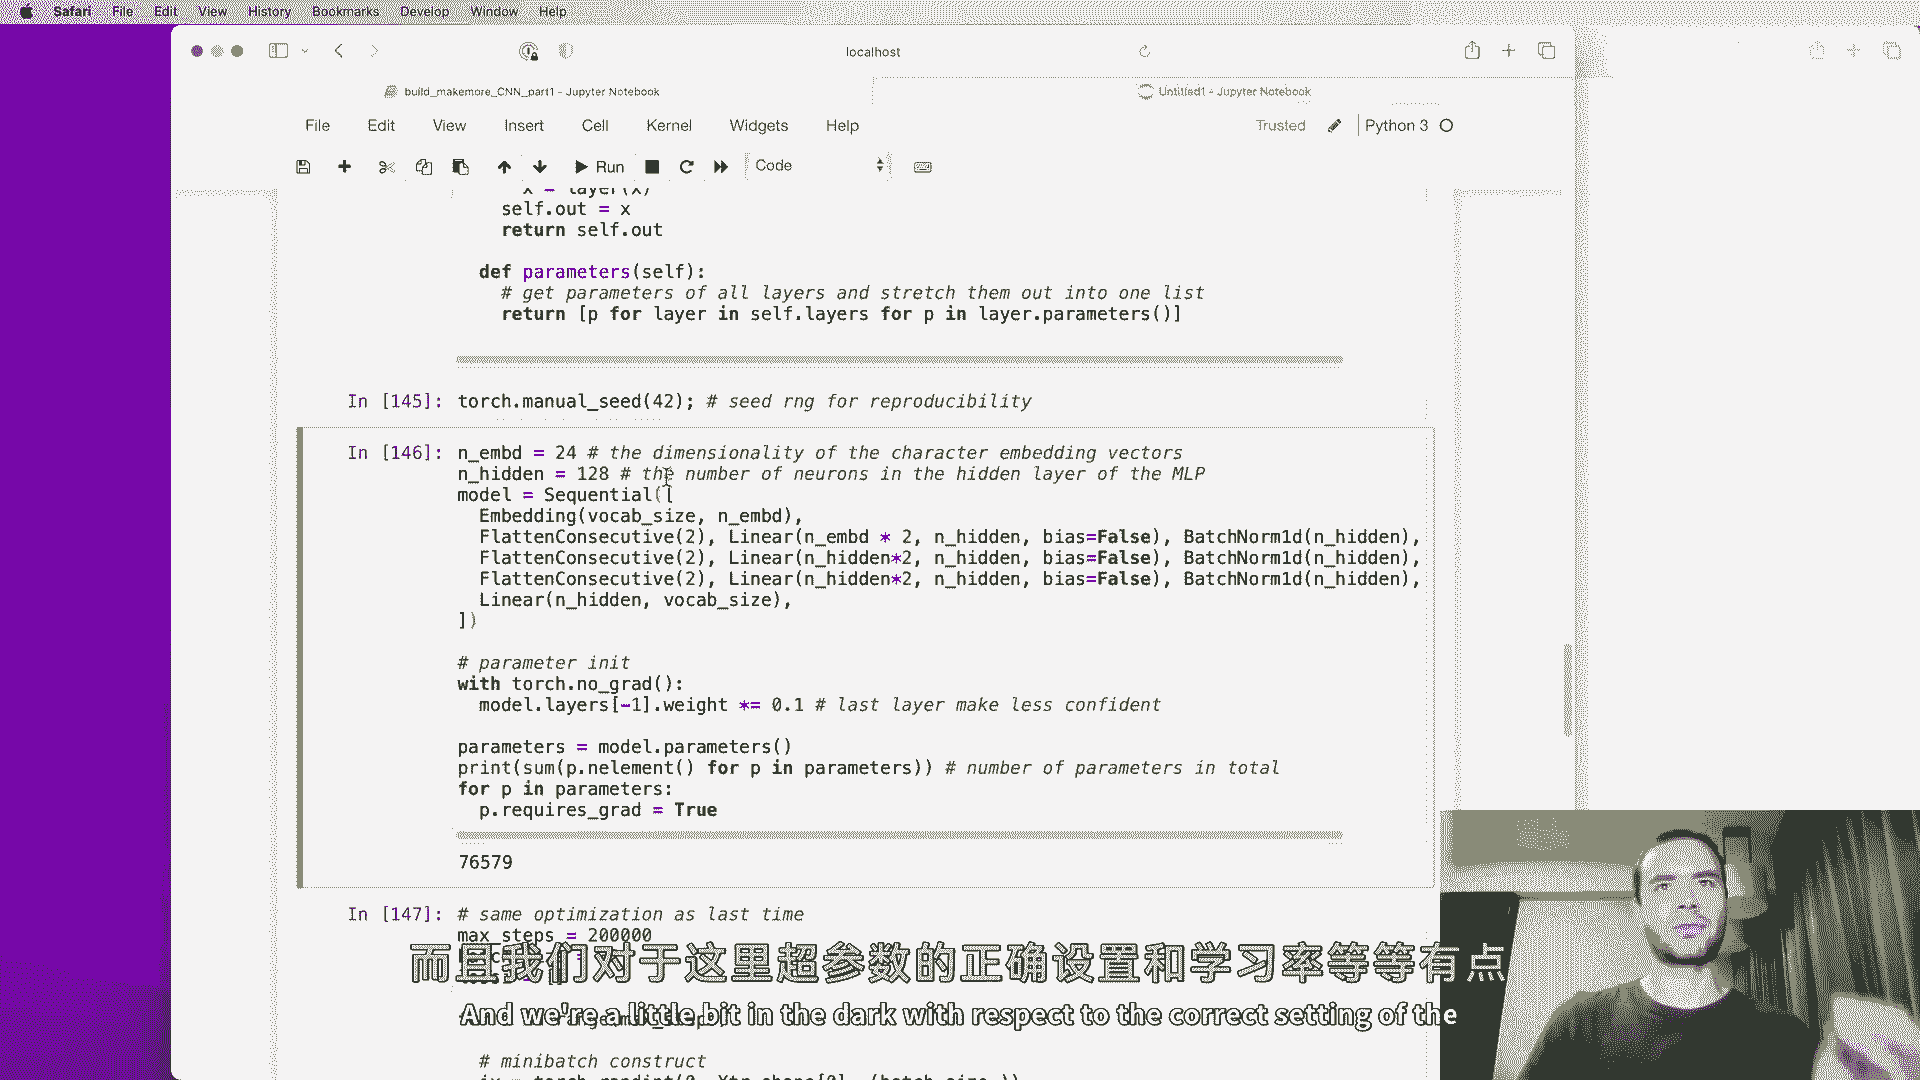 Safari File Edit View History Bookmarks Develop Window Help
localhost
build_makemore_CNN_part1 - Jupyter Notebook
Untitled1 - Jupyter Notebook
File Edit View Insert Cell Kernel Widgets Help
Trusted Python 3
Run Code
x = layer(x)
self.out = x
return self.out
def parameters(self):
# get parameters of all layers and stretch them out into one list
return [p for layer in self.layers for p in layer.parameters()]
In [145]: torch.manual_seed(42); # seed rng for reproducibility
In [146]: n_embd = 24 # the dimensionality of the character embedding vectors
n_hidden = 128 # the number of neurons in the hidden layer of the MLP
model = Sequential([
Embedding(vocab_size, n_embd),
FlattenConsecutive(2), Linear(n_embd * 2, n_hidden, bias=False), BatchNorm1d(n_hidden),
FlattenConsecutive(2), Linear(n_hidden*2, n_hidden, bias=False), BatchNorm1d(n_hidden),
FlattenConsecutive(2), Linear(n_hidden*2, n_hidden, bias=False), BatchNorm1d(n_hidden),
Linear(n_hidden, vocab_size),
])
# parameter init
with torch.no_grad():
model.layers[-1].weight *= 0.1 # last layer make less confident
parameters = model.parameters()
print(sum(p.nelement() for p in parameters)) # number of parameters in total
for p in parameters:
p.requires_grad = True
76579
In [147]: # same optimization as last time
max_steps = 200000
而且我们对于这里超参数的正确设置和学习率等等有点
And we're a little bit in the dark with respect to the correct setting of the
# minibatch construct
ix = torch.randint(0, Xtr.shape[0], (batch_size,))